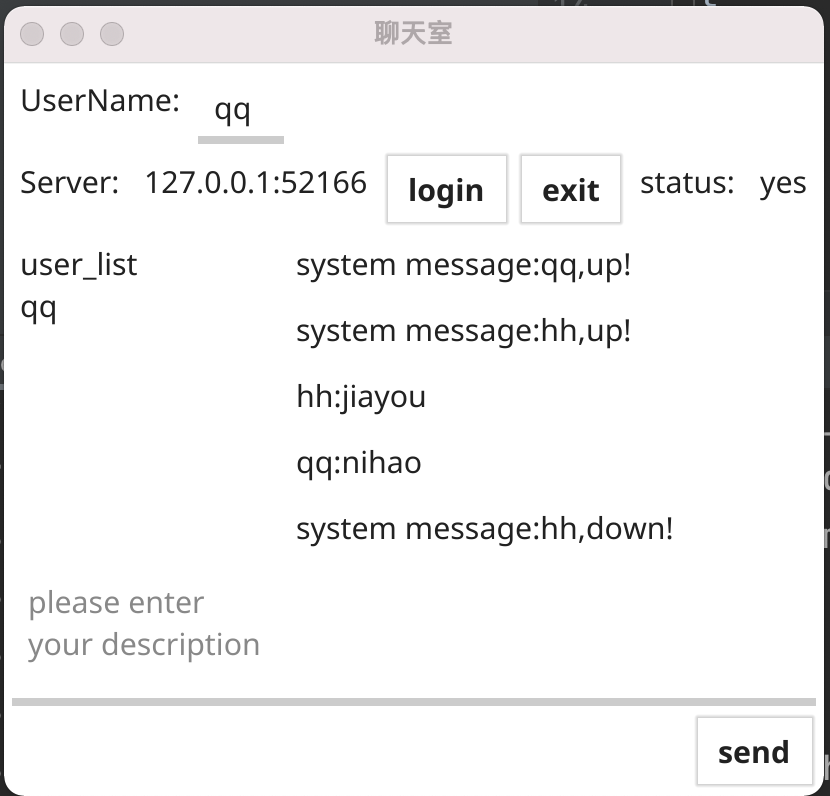 聊天室
UserName: qq
Server: 127.0.0.1:52166 login exit status: yes
user_list
qq
system message:qq,up!
system message:hh,up!
hh:jiayou
qq:nihao
system message:hh,down!
please enter
your description
send